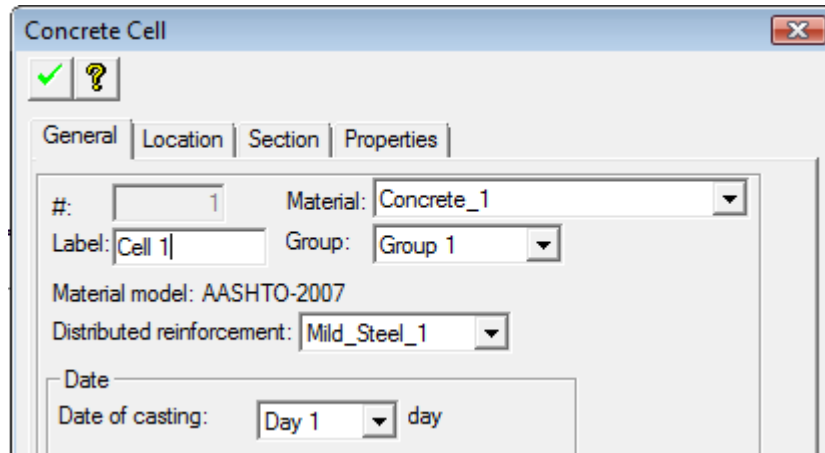 Concrete Cell
General Location Section Properties
#: 1 Material: Concrete_1
Label: Cell 1 Group: Group 1
Material model: AASHTO-2007
Distributed reinforcement: Mild_Steel_1
Date
Date of casting: Day 1 day